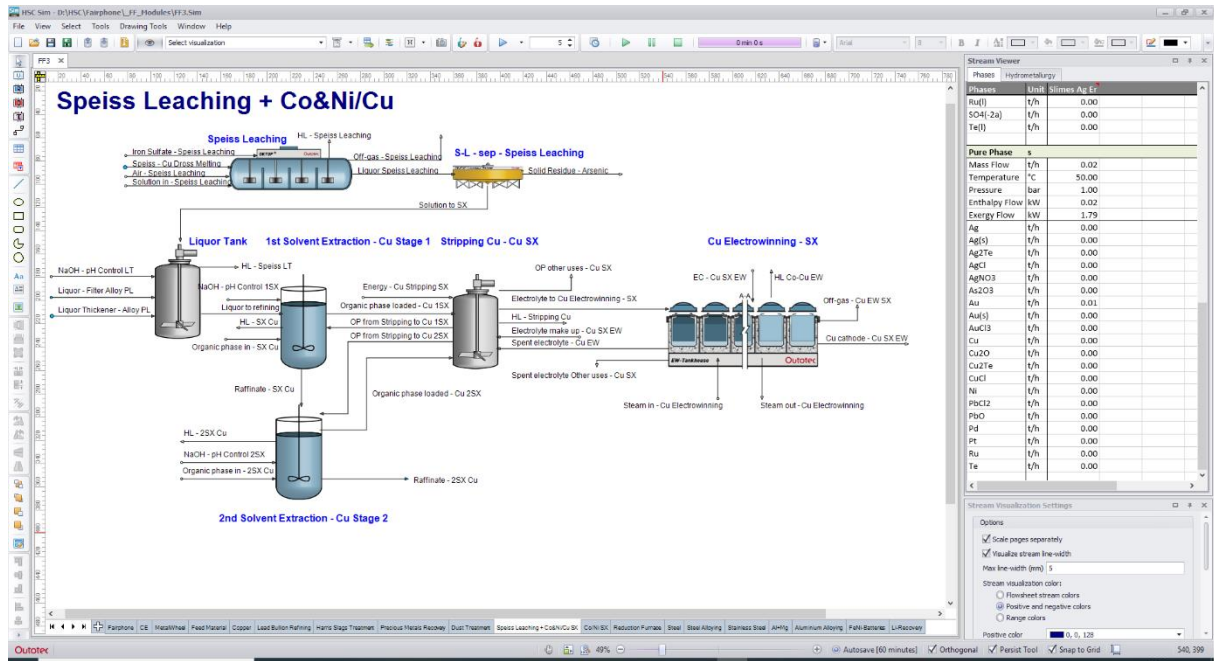 HSC Sim - D:\HSC\Fairphone\_FF_Modules\FF3.Sim
File View Select Tools Drawing Tools Window Help
Select visualization
5
0 min 0 s
Arial
8
FF3
Speiss Leaching + Co&Ni/Cu
Speiss Leaching
HL - Speiss Leaching
Iron Sulfate - Speiss Leaching
Speiss - Cu Dross Melting
Air - Speiss Leaching
Solution in - Speiss Leaching
Outotec
Off-gas - Speiss Leaching
Liquor Speiss Leaching
S-L - sep - Speiss Leaching
Solid Residue - Arsenic
Solution to SX
Liquor Tank
1st Solvent Extraction - Cu Stage 1
Stripping Cu - Cu SX
Cu Electrowinning - SX
NaOH - pH Control LT
Liquor - Filter Alloy PL
Liquor Thickener - Alloy PL
HL - Speiss LT
NaOH - pH Control 1SX
Liquor to refining
HL - SX Cu
Organic phase in - SX Cu
Energy - Cu Stripping SX
Organic phase loaded - Cu 1SX
OP from Stripping to Cu 1SX
OP from Stripping to Cu 2SX
OP other uses - Cu SX
Electrolyte to Cu Electrowinning - SX
HL - Stripping Cu
Electrolyte make up - Cu SX EW
Spent electrolyte - Cu EW
Spent electrolyte Other uses - Cu SX
EC - Cu SX EW
HL Co-Cu EW
Off-gas - Cu EW SX
Cu cathode - Cu SX EW
EW-Tankhouse
Outotec
Steam in - Cu Electrowinning
Steam out - Cu Electrowinning
Raffinate - SX Cu
Organic phase loaded - Cu 2SX
HL - 2SX Cu
NaOH - pH Control 2SX
Organic phase in - 2SX Cu
Raffinate - 2SX Cu
2nd Solvent Extraction - Cu Stage 2
Stream Viewer
Phases Hydrometallurgy
Phases Unit Slimes Ag Er
Ru(l) t/h 0.00
SO4(-2a) t/h 0.00
Te(l) t/h 0.00
Pure Phase s
Mass Flow t/h 0.02
Temperature °C 50.00
Pressure bar 1.00
Enthalpy Flow kW 0.02
Exergy Flow kW 1.79
Ag t/h 0.00
Ag(s) t/h 0.00
Ag2Te t/h 0.00
AgCl t/h 0.00
AgNO3 t/h 0.00
As2O3 t/h 0.00
Au t/h 0.01
Au(s) t/h 0.00
AuCl3 t/h 0.00
Cu t/h 0.00
Cu2O t/h 0.00
Cu2Te t/h 0.00
CuCl t/h 0.00
Ni t/h 0.00
PbCl2 t/h 0.00
PbO t/h 0.00
Pd t/h 0.00
Pt t/h 0.00
Ru t/h 0.00
Te t/h 0.00
Stream Visualization Settings
Options
Scale pages separately
Visualize stream line-width
Max line-width (mm) 5
Stream visualization colors
Flowsheet stream colors
Positive and negative colors
Range colors
Positive color 0, 0, 128
Fairphone CE MetalWheel Feed Material Copper Lead Bullion Refining Harris Slags Treatment Precious Metals Recovery Dust Treatment Speiss Leaching + Co&Ni/Cu SX Co/Ni SX Reduction Furnace Steel Steel Alloying Stainless Steel AlMg Aluminum Alloying FeNi-Batteries Li-Recovery
Outotec
49%
Autosave [60 minutes] Orthogonal Persist Tool Snap to Grid 540, 399